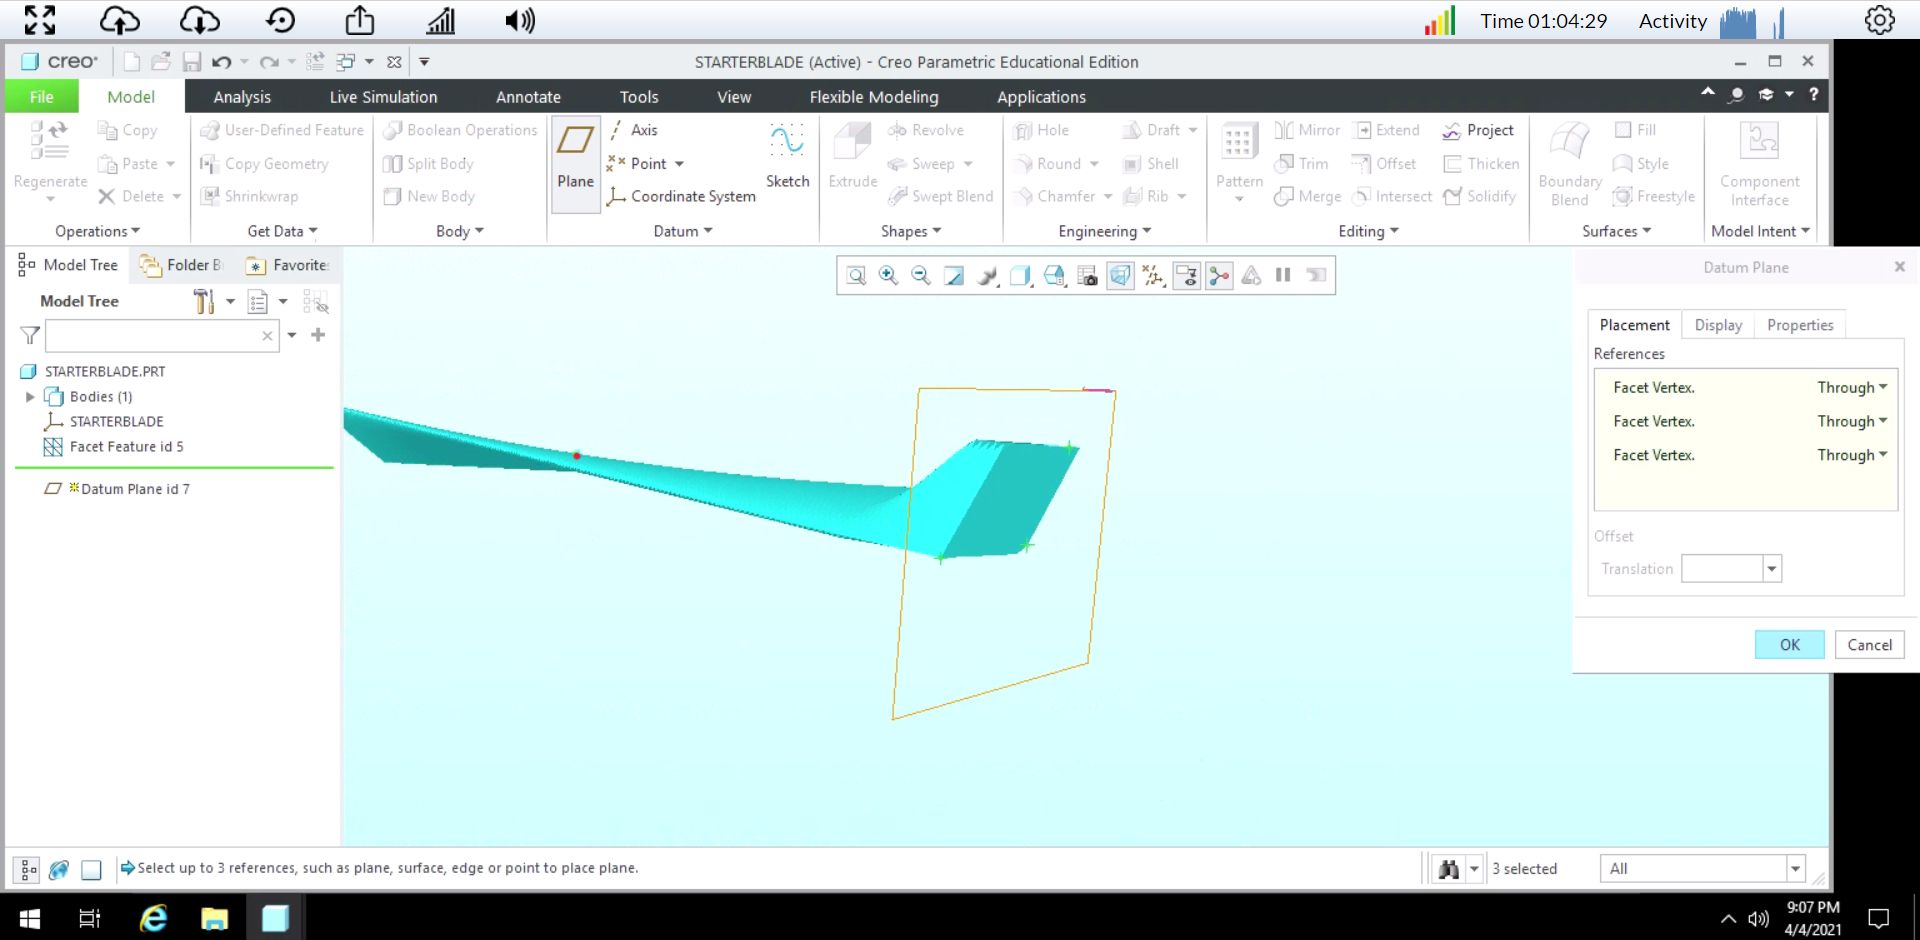 Time 01:04:29 Activity
creo STARTERBLADE (Active) - Creo Parametric Educational Edition
File Model Analysis Live Simulation Annotate Tools View Flexible Modeling Applications ?
Copy User-Defined Feature Boolean Operations Axis Revolve Hole Draft Mirror Extend Project Fill
Paste Copy Geometry Split Body Point Sweep Round Shell Trim Offset Thicken Style
Regenerate Plane Sketch Extrude Pattern Boundary Blend Component Interface
Delete Shrinkwrap New Body Coordinate System Swept Blend Chamfer Rib Merge Intersect Solidify Freestyle
Operations Get Data Body Datum Shapes Engineering Editing Surfaces Model Intent
Model Tree Folder B Favorite
Model Tree
STARTERBLADE.PRT
Bodies (1)
STARTERBLADE
Facet Feature id 5
Datum Plane id 7
Datum Plane
Placement Display Properties
References
Facet Vertex. Through
Facet Vertex. Through
Facet Vertex. Through
Offset
Translation
OK Cancel
Select up to 3 references, such as plane, surface, edge or point to place plane.
3 selected All
9:07 PM
4/4/2021